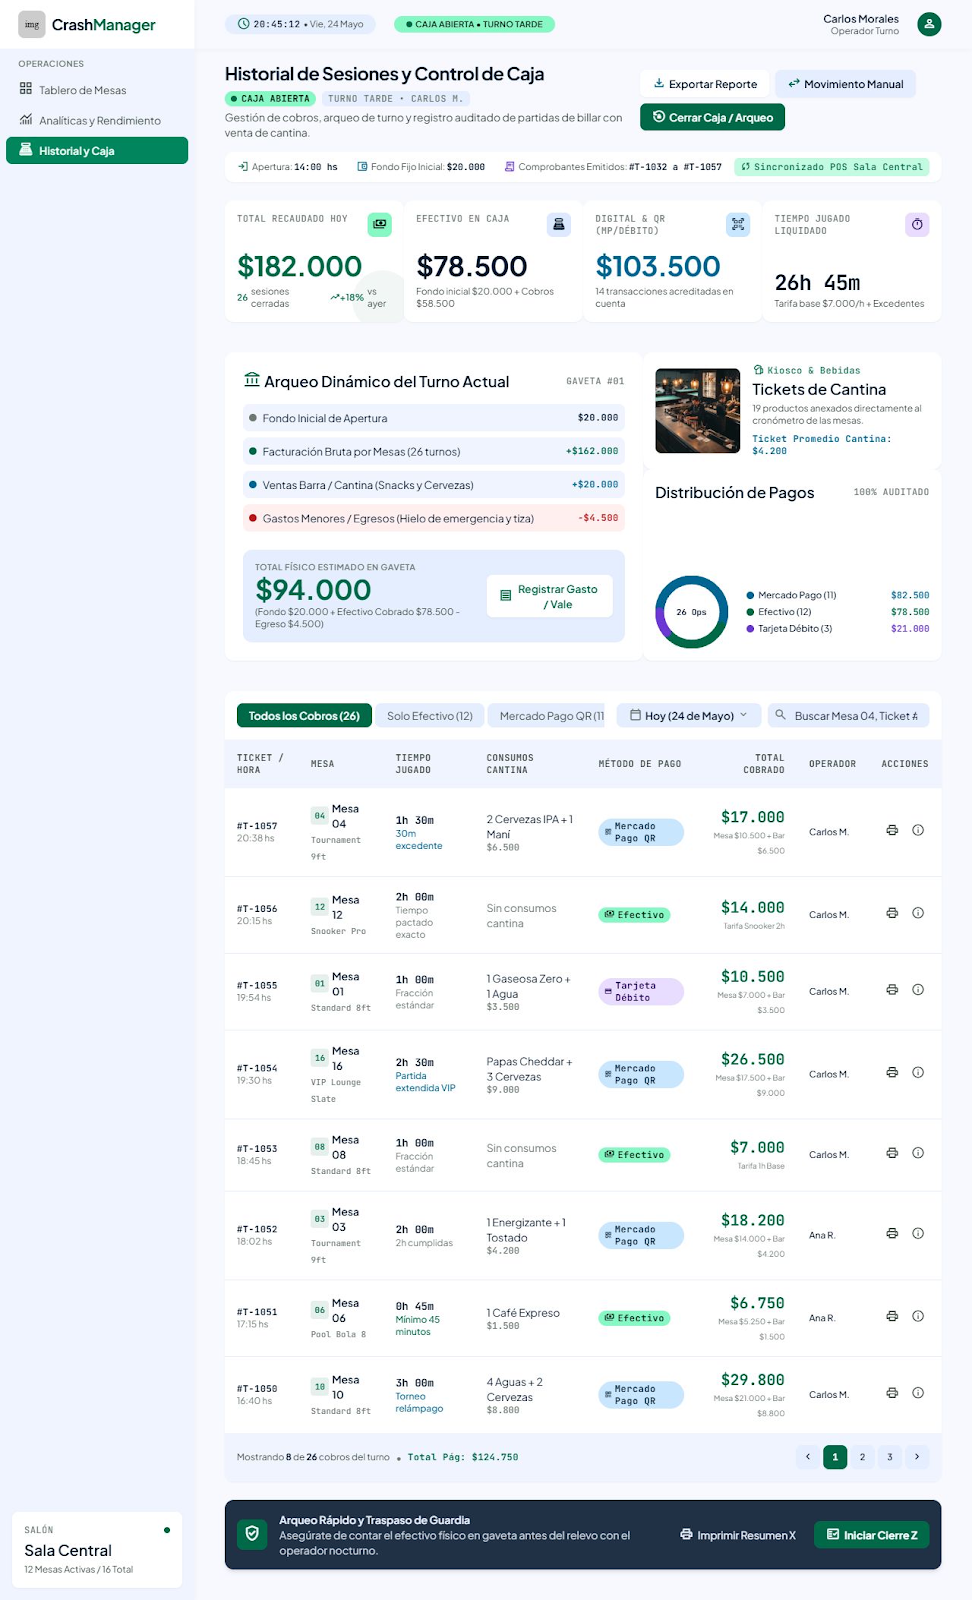 img
CrashManager
20:45:12 • Vie, 24 Mayo
CAJA ABIERTA • TURNO TARDE
Carlos Morales
Operador Turno
OPERACIONES
Tablero de Mesas
Analíticas y Rendimiento
Historial y Caja
Historial de Sesiones y Control de Caja
CAJA ABIERTA
TURNO TARDE • CARLOS M.
Gestión de cobros, arqueo de turno y registro auditado de partidas de billar con
venta de cantina.
Exportar Reporte
Movimiento Manual
Cerrar Caja / Arqueo
Apertura: 14:00 hs
Fondo Fijo Inicial: $20.000
Comprobantes Emitidos: #T-1032 a #T-1057
Sincronizado POS Sala Central
TOTAL RECAUDADO HOY
$182.000
26 sesiones cerradas
+18% vs ayer
EFECTIVO EN CAJA
$78.500
Fondo inicial $20.000 + Cobros
$58.500
DIGITAL & QR
(MP/DÉBITO)
$103.500
14 transacciones acreditadas en
cuenta
TIEMPO JUGADO
LIQUIDADO
26h 45m
Tarifa base $7.000/h + Excedentes
Arqueo Dinámico del Turno Actual
GAVETA #01
Fondo Inicial de Apertura
$20.000
Facturación Bruta por Mesas (26 turnos)
+$162.000
Ventas Barra / Cantina (Snacks y Cervezas)
+$20.000
Gastos Menores / Egresos (Hielo de emergencia y tiza)
-$4.500
TOTAL FÍSICO ESTIMADO EN GAVETA
$94.000
(Fondo $20.000 + Efectivo Cobrado $78.500 -
Egreso $4.500)
Registrar Gasto
/ Vale
Kiosco & Bebidas
Tickets de Cantina
19 productos anexados directamente al
cronómetro de las mesas.
Ticket Promedio Cantina:
$4.200
Distribución de Pagos
100% AUDITADO
26 Ops
Mercado Pago (11)
$82.500
Efectivo (12)
$78.500
Tarjeta Débito (3)
$21.000
Todos los Cobros (26)
Solo Efectivo (12)
Mercado Pago QR (11
Hoy (24 de Mayo)
Buscar Mesa 04, Ticket #
TICKET /
HORA
MESA
TIEMPO
JUGADO
CONSUMOS
CANTINA
MÉTODO DE PAGO
TOTAL
COBRADO
OPERADOR
ACCIONES
#T-1057
20:38 hs
04
Mesa
04
Tournament
9ft
1h 30m
30m
excedente
2 Cervezas IPA + 1
Maní
$6.500
Mercado
Pago QR
$17.000
Mesa $10.500 + Bar
$6.500
Carlos M.
#T-1056
20:15 hs
12
Mesa
12
Snooker Pro
2h 00m
Tiempo
pactado
exacto
Sin consumos
cantina
Efectivo
$14.000
Tarifa Snooker 2h
Carlos M.
#T-1055
19:54 hs
01
Mesa
01
Standard 8ft
1h 00m
Fracción
estándar
1 Gaseosa Zero +
1 Agua
$3.500
Tarjeta
Débito
$10.500
Mesa $7.000 + Bar
$3.500
Carlos M.
#T-1054
19:30 hs
16
Mesa
16
VIP Lounge
Slate
2h 30m
Partida
extendida VIP
Papas Cheddar +
3 Cervezas
$9.000
Mercado
Pago QR
$26.500
Mesa $17.500 + Bar
$9.000
Carlos M.
#T-1053
18:45 hs
08
Mesa
08
Standard 8ft
1h 00m
Fracción
estándar
Sin consumos
cantina
Efectivo
$7.000
Tarifa 1h Base
Carlos M.
#T-1052
18:02 hs
03
Mesa
03
Tournament
9ft
2h 00m
2h cumplidas
1 Energizante + 1
Tostado
$4.200
Mercado
Pago QR
$18.200
Mesa $14.000 + Bar
$4.200
Ana R.
#T-1051
17:15 hs
06
Mesa
06
Pool Bola 8
0h 45m
Mínimo 45
minutos
1 Café Expreso
$1.500
Efectivo
$6.750
Mesa $5.250 + Bar
$1.500
Ana R.
#T-1050
16:40 hs
10
Mesa
10
Standard 8ft
3h 00m
Torneo
relámpago
4 Aguas + 2
Cervezas
$8.800
Mercado
Pago QR
$29.800
Mesa $21.000 + Bar
$8.800
Carlos M.
Mostrando 8 de 26 cobros del turno • Total Pág: $124.750
1
2
3
SALÓN
Sala Central
12 Mesas Activas / 16 Total
Arqueo Rápido y Traspaso de Guardia
Asegúrate de contar el efectivo físico en gaveta antes del relevo con el
operador nocturno.
Imprimir Resumen X
Iniciar Cierre Z